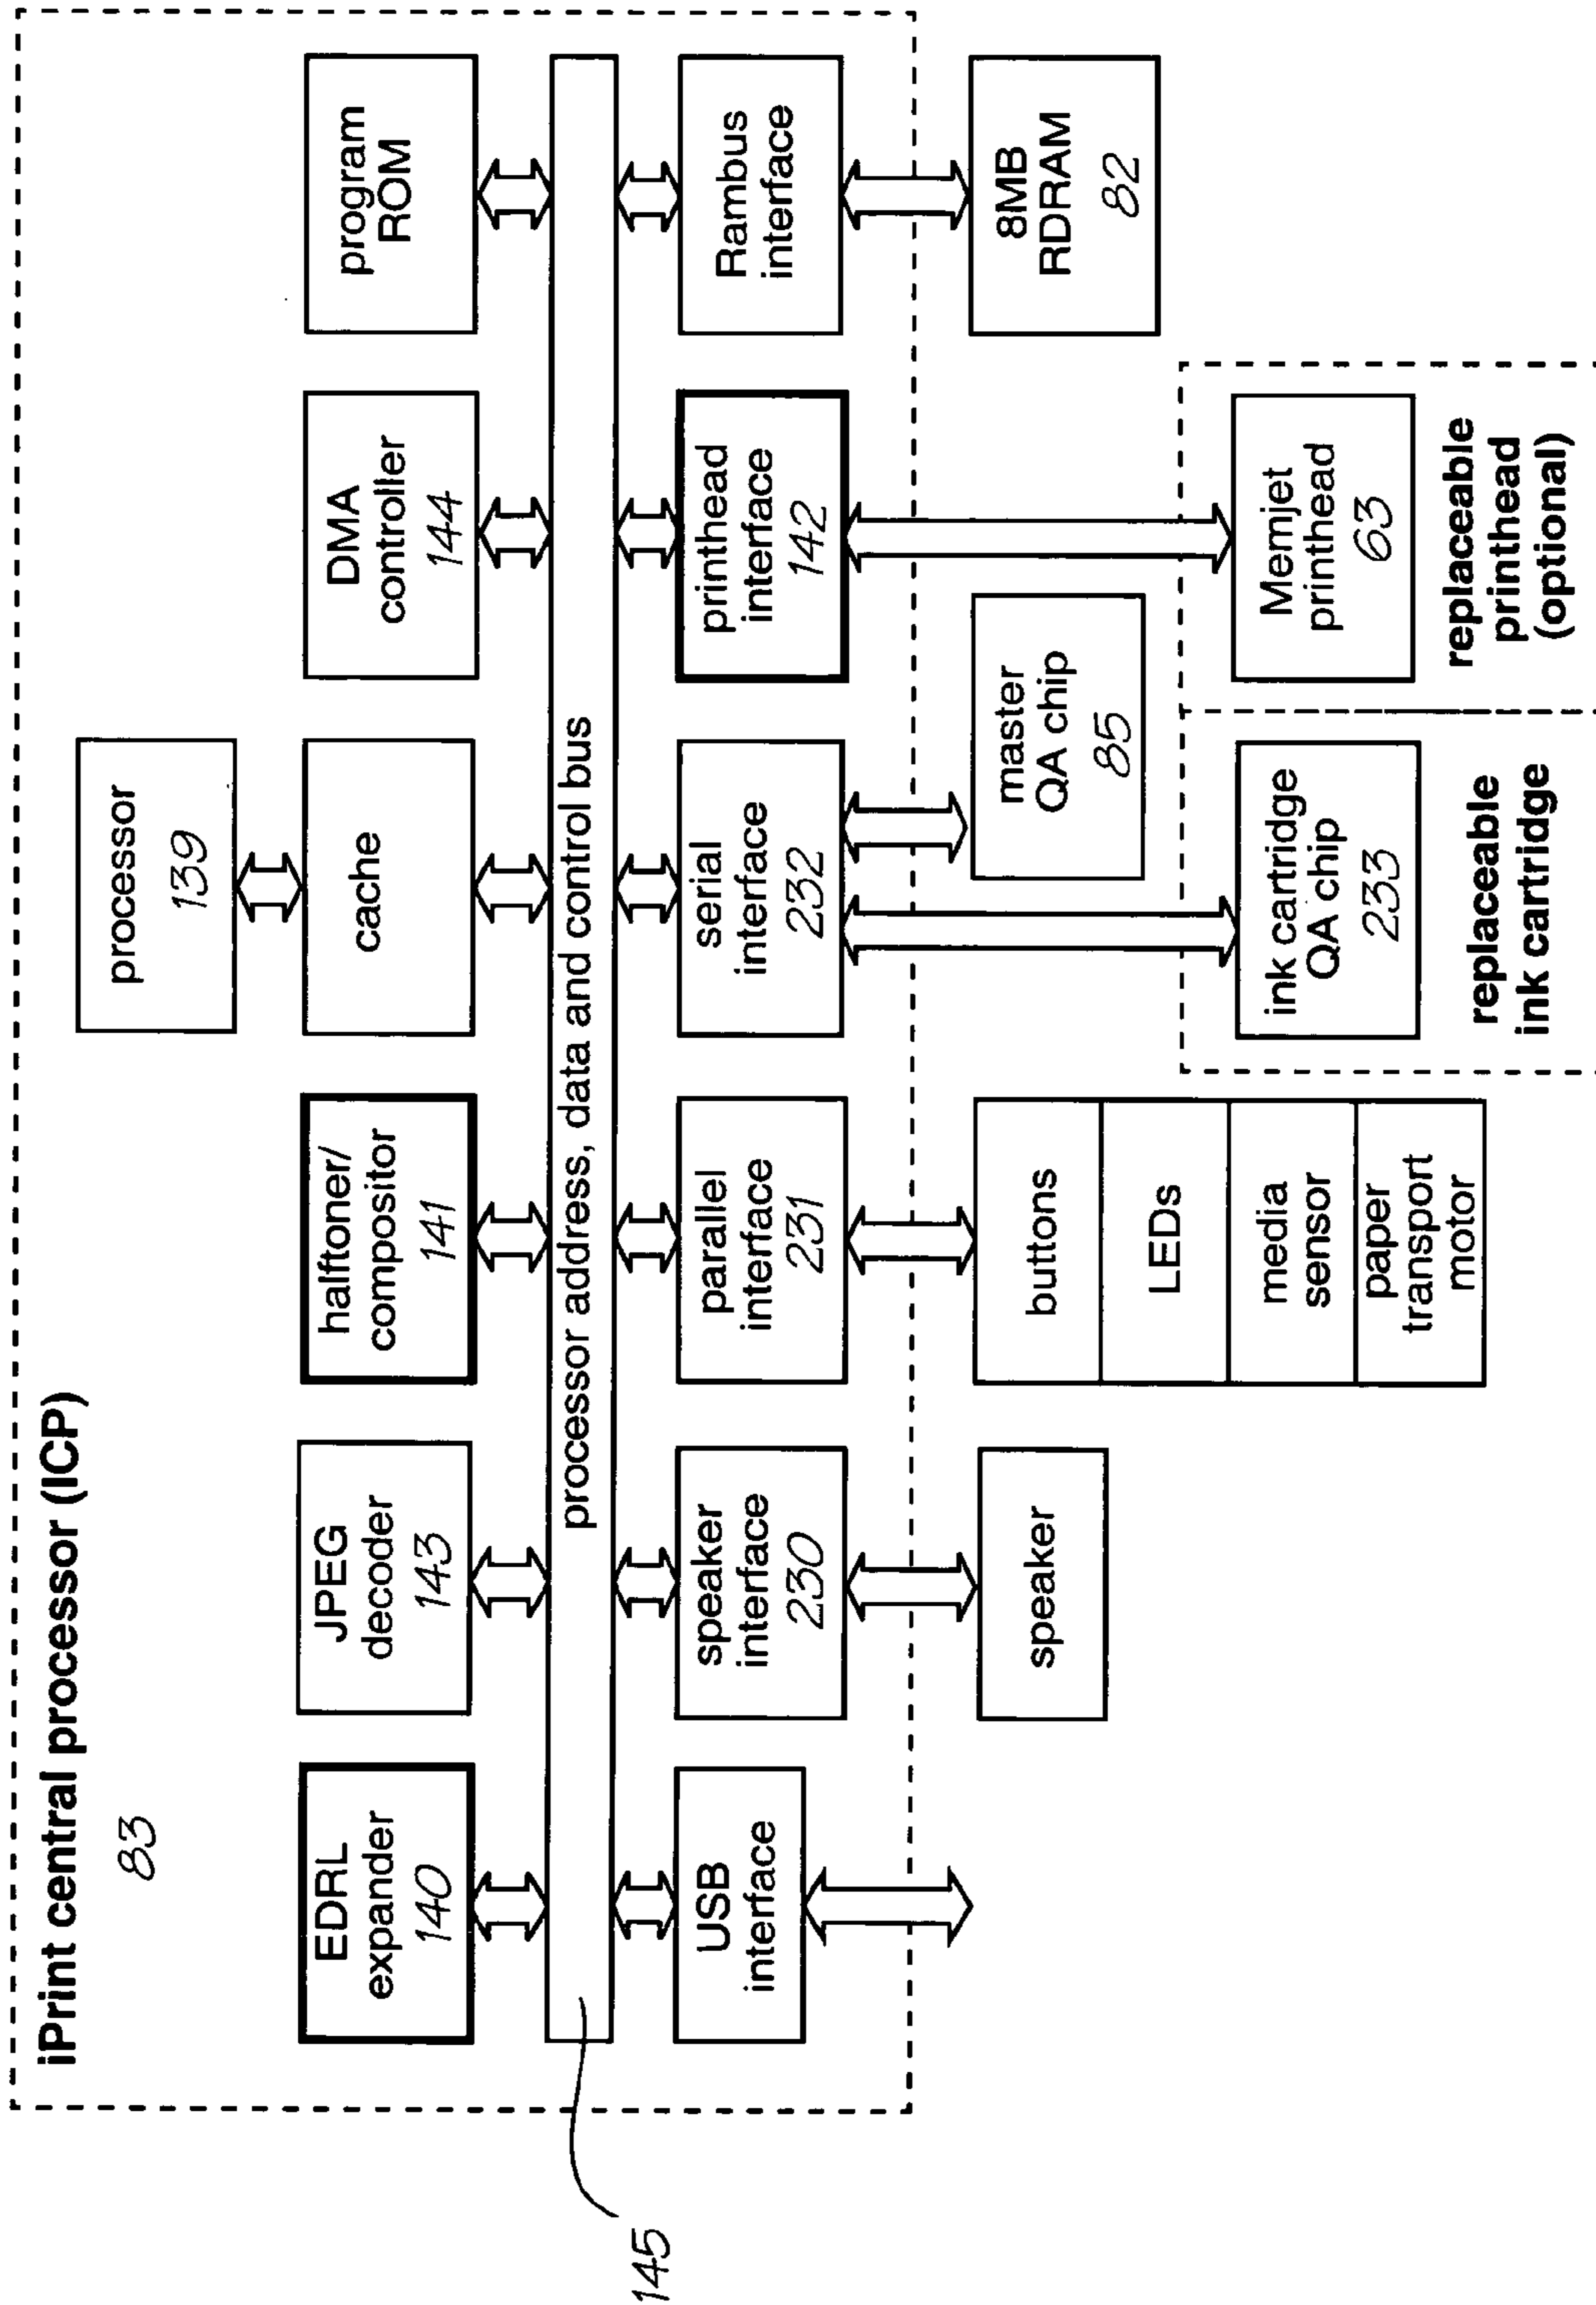 iPrint central processor (ICP)
83
processor
139
EDRL
expander
140
JPEG
decoder
143
halftoner/
compositor
141
cache
DMA
controller
144
program
ROM
processor address, data and control bus
145
USB
interface
speaker
interface
230
parallel
interface
231
serial
interface
232
printhead
interface
142
Rambus
interface
speaker
buttons
LEDs
media
sensor
paper
transport
motor
master
QA chip
85
8MB
RDRAM
82
ink cartridge
QA chip
233
replaceable
ink cartridge
Memjet
printhead
63
replaceable
printhead
(optional)